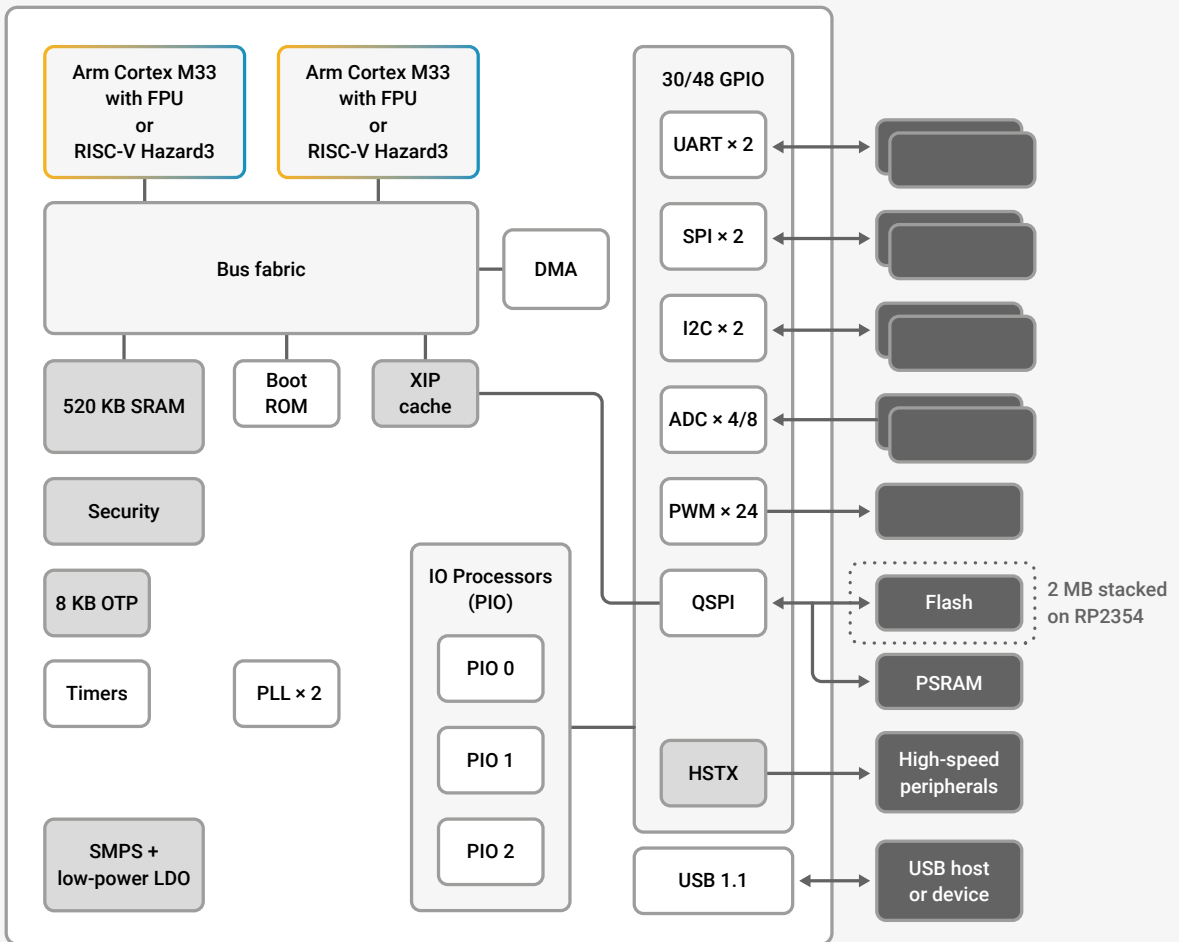 Arm Cortex M33
with FPU
or
RISC-V Hazard3
Arm Cortex M33
with FPU
or
RISC-V Hazard3
Bus fabric
DMA
520 KB SRAM
Boot
ROM
XIP
cache
Security
8 KB OTP
Timers
PLL × 2
SMPS +
low-power LDO
IO Processors
(PIO)
PIO 0
PIO 1
PIO 2
30/48 GPIO
UART × 2
SPI × 2
I2C × 2
ADC × 4/8
PWM × 24
QSPI
HSTX
USB 1.1
Flash
2 MB stacked
on RP2354
PSRAM
High-speed
peripherals
USB host
or device